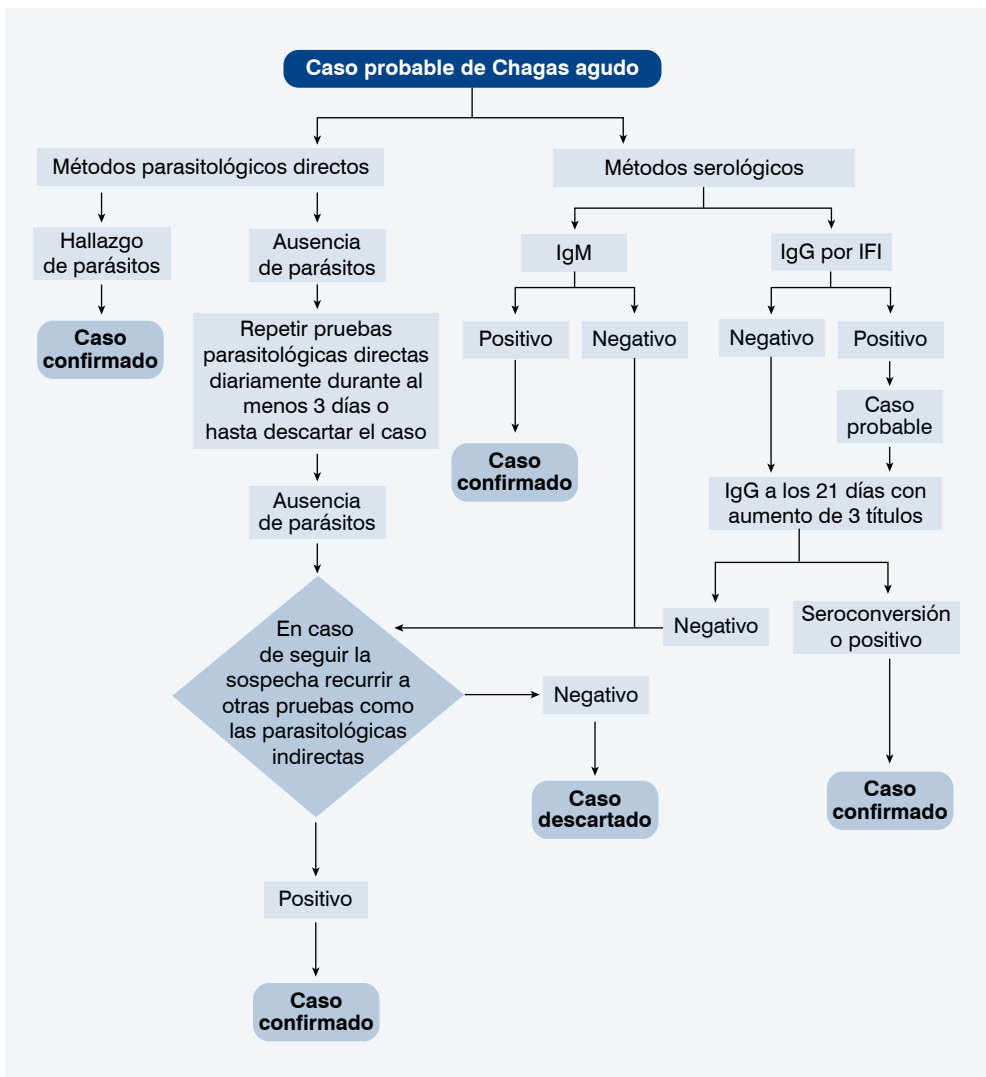 Caso probable de Chagas agudo
Métodos parasitológicos directos
Métodos serológicos
Hallazgo
de parásitos
Ausencia
de parásitos
IgM
IgG por IFI
Caso
confirmado
Repetir pruebas
parasitológicas directas
diariamente durante al
menos 3 días o
hasta descartar el caso
Positivo
Negativo
Negativo
Positivo
Caso
probable
Caso
confirmado
Ausencia
de parásitos
IgG a los 21 días con
aumento de 3 títulos
En caso
de seguir la
sospecha recurrir a
otras pruebas como
las parasitológicas
indirectas
Negativo
Seroconversión
o positivo
Negativo
Caso
descartado
Caso
confirmado
Positivo
Caso
confirmado